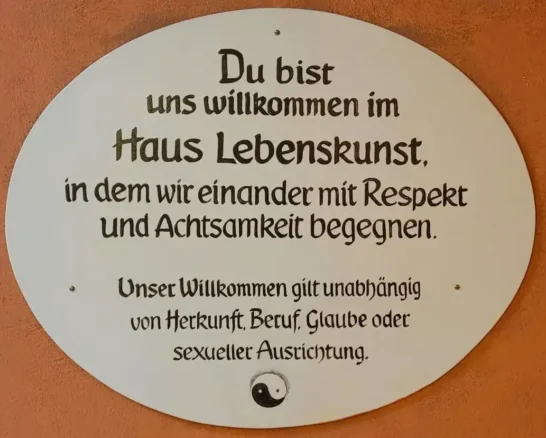 Du bist
uns willkommen im
Haus Lebenskunst,
in dem wir einander mit Respekt
und Achtsamkeit begegnen.
Unser Willkommen gilt unabhängig
von Herkunft, Beruf, Glaube oder
sexueller Ausrichtung.